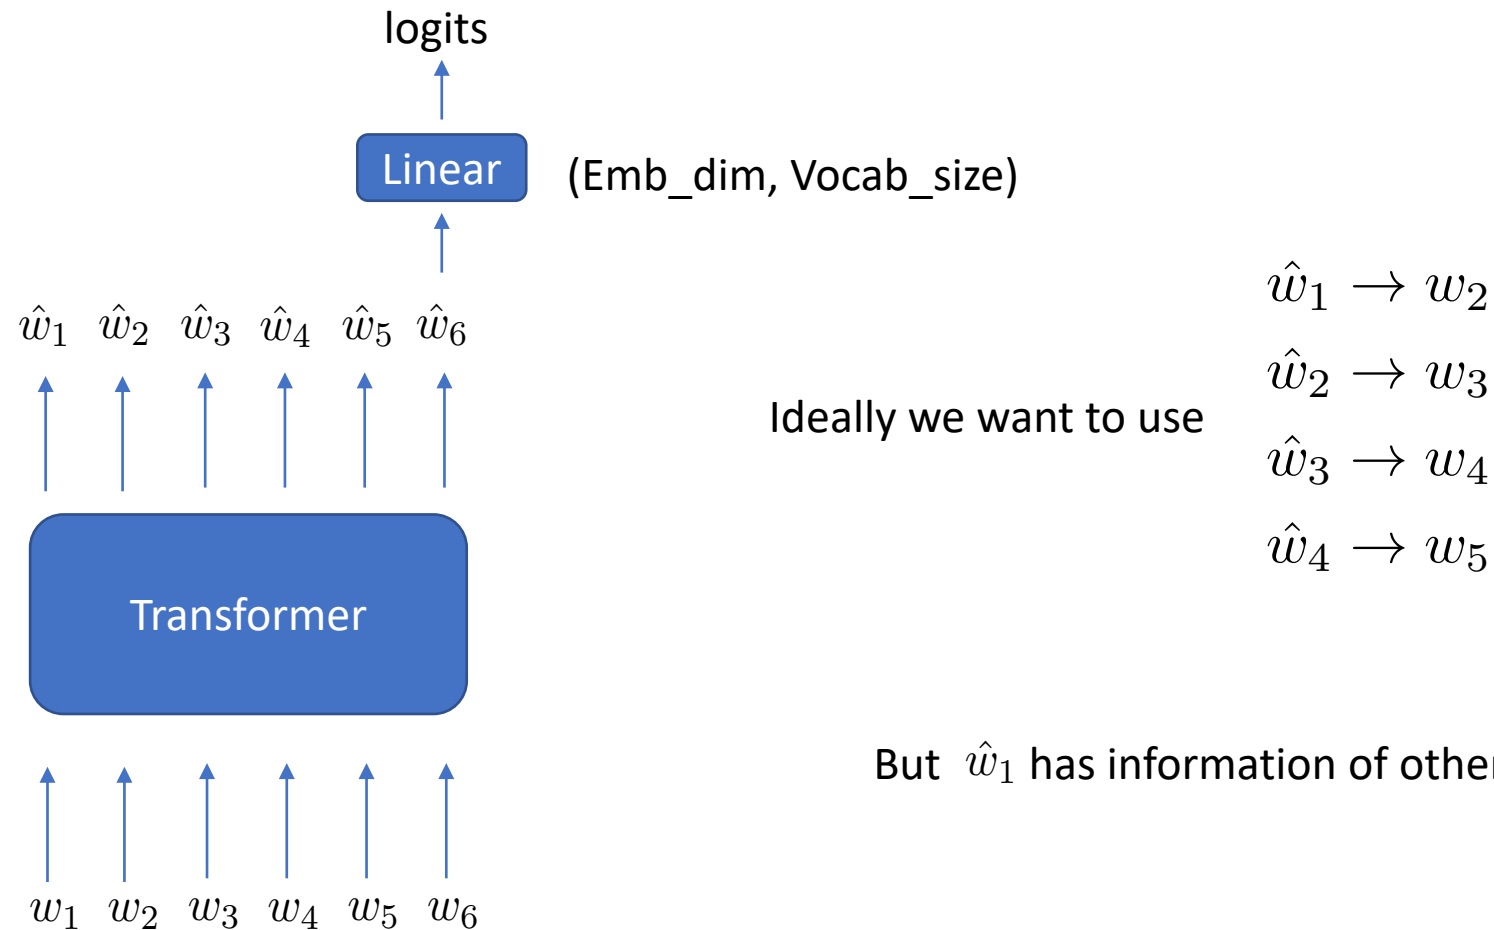 logits
Linear (Emb_dim, Vocab_size)
ŵ₁ ŵ₂ ŵ₃ ŵ₄ ŵ₅ ŵ₆
Transformer
w₁ w₂ w₃ w₄ w₅ w₆
Ideally we want to use
ŵ₁ → w₂
ŵ₂ → w₃
ŵ₃ → w₄
ŵ₄ → w₅
But ŵ₁ has information of other